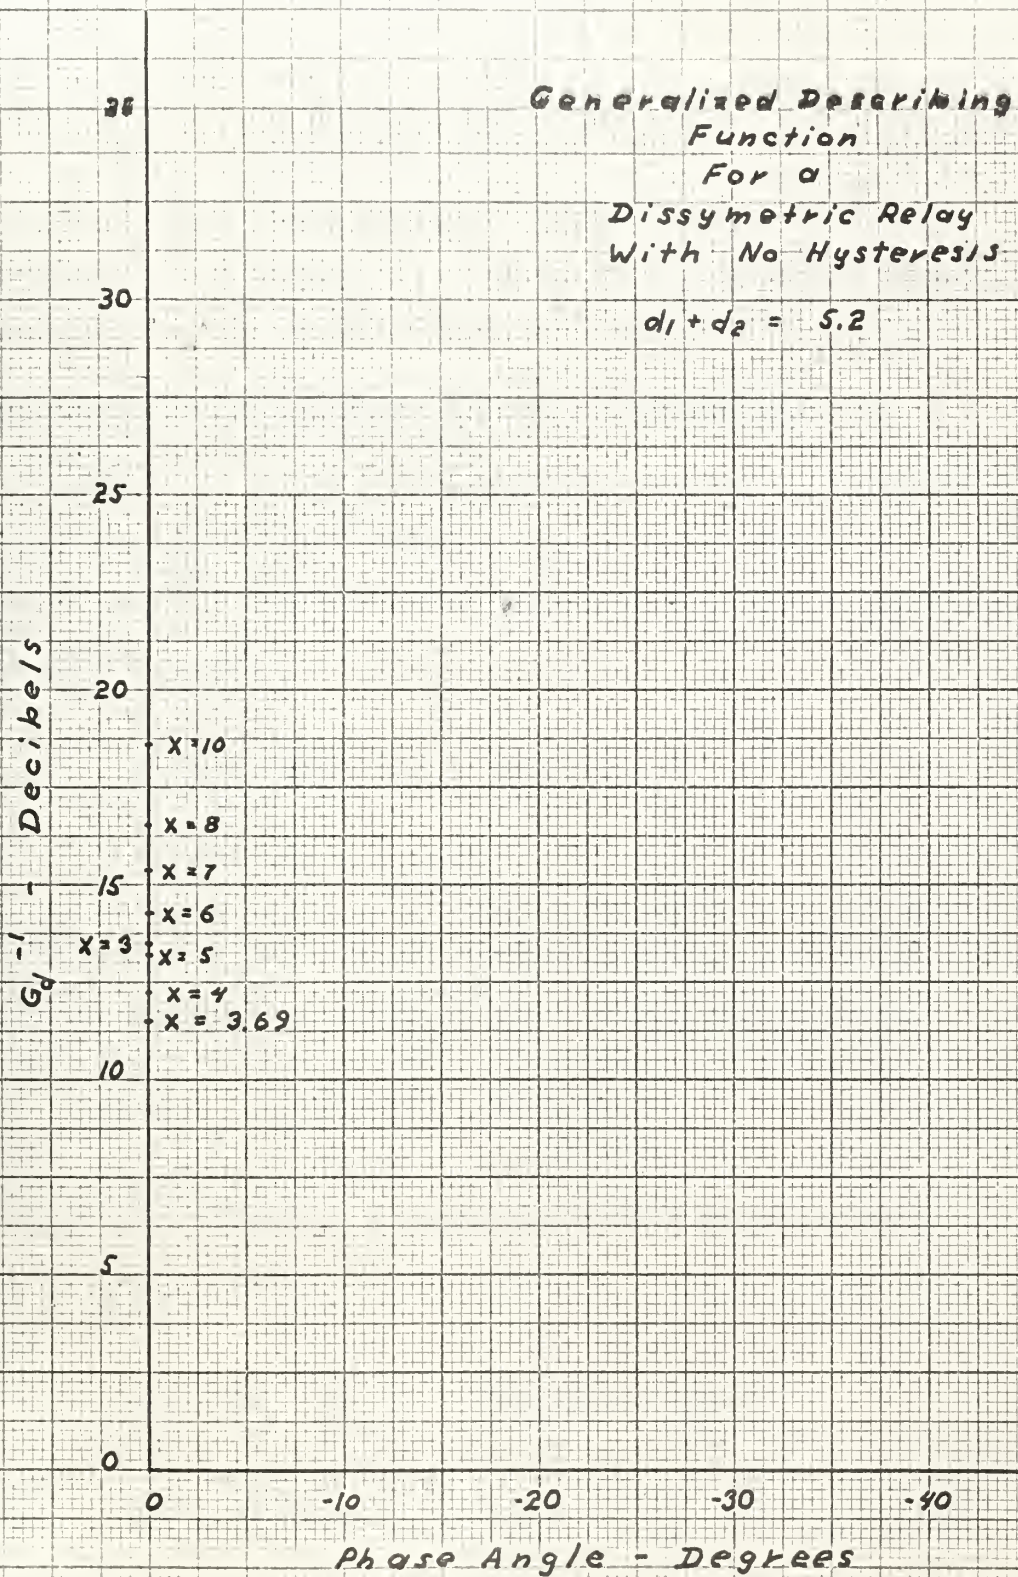 Generalized Describing
Function
For a
Dissymetric Relay
With No Hysteresis
d1 + d2 = 5.2
35
30
25
20
15
10
5
0
X = 10
X = 8
X = 7
X = 6
X = 3
X = 5
X = 4
X = 3.69
Gd-1 - Decibels
0 -10 -20 -30 -40
Phase Angle - Degrees